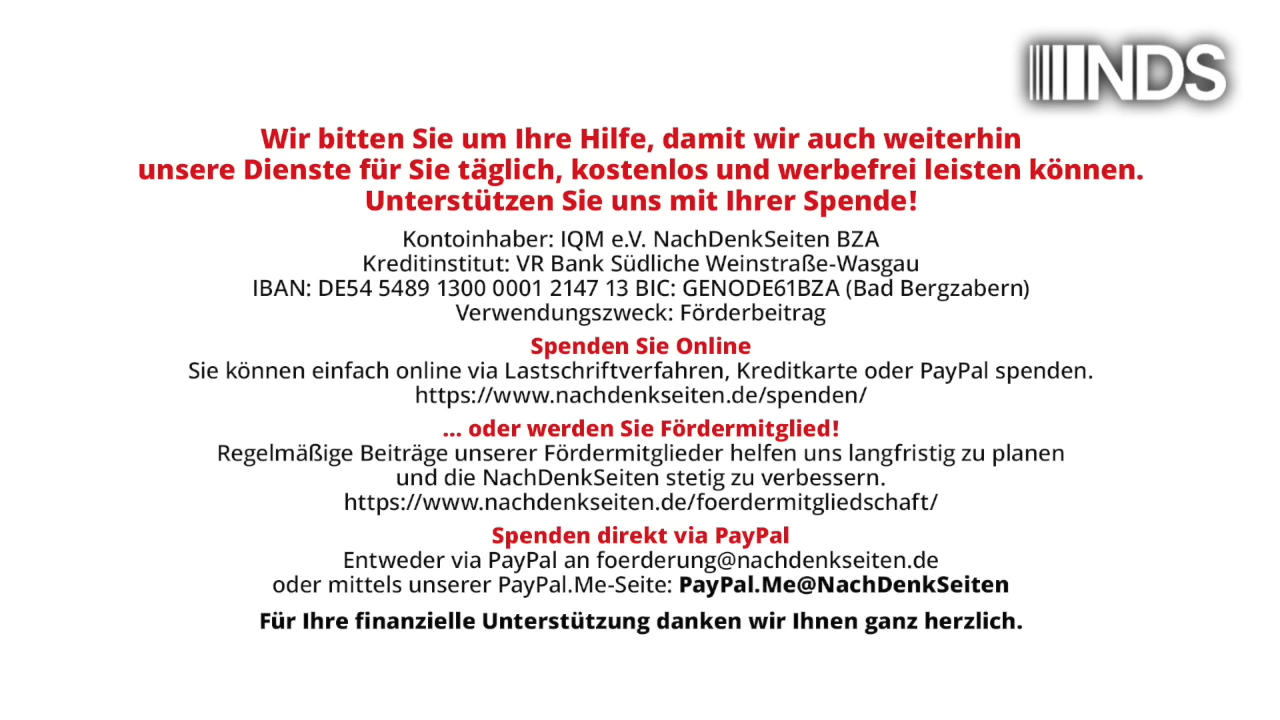 NDS
Wir bitten Sie um Ihre Hilfe, damit wir auch weiterhin
unsere Dienste für Sie täglich, kostenlos und werbefrei leisten können.
Unterstützen Sie uns mit Ihrer Spende!
Kontoinhaber: IQM e.V. NachDenkSeiten BZA
Kreditinstitut: VR Bank Südliche Weinstraße-Wasgau
IBAN: DE54 5489 1300 0001 2147 13 BIC: GENODE61BZA (Bad Bergzabern)
Verwendungszweck: Förderbeitrag
Spenden Sie Online
Sie können einfach online via Lastschriftverfahren, Kreditkarte oder PayPal spenden.
https://www.nachdenkseiten.de/spenden/
... oder werden Sie Fördermitglied!
Regelmäßige Beiträge unserer Fördermitglieder helfen uns langfristig zu planen
und die NachDenkSeiten stetig zu verbessern.
https://www.nachdenkseiten.de/foerdermitgliedschaft/
Spenden direkt via PayPal
Entweder via PayPal an foerderung@nachdenkseiten.de
oder mittels unserer PayPal.Me-Seite: PayPal.Me@NachDenkSeiten
Für Ihre finanzielle Unterstützung danken wir Ihnen ganz herzlich.